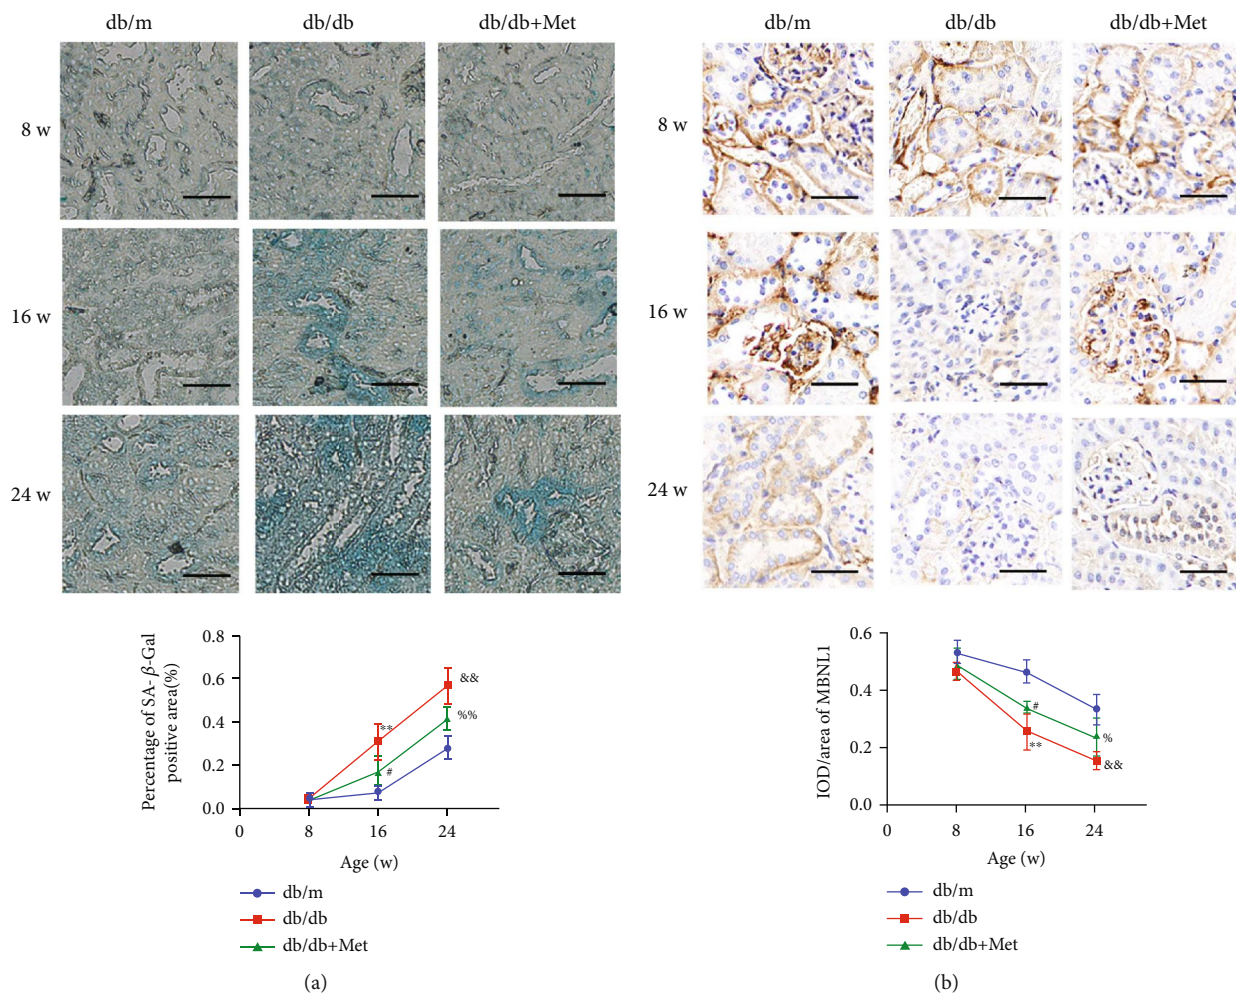 db/m db/db db/db+Met
8 w
16 w
24 w
Percentage of SA-β-Gal
positive area(%)
0.8
0.6
0.4
0.2
0.0
0 8 16 24
** # && %%
Age (w)
db/m
db/db
db/db+Met
(a)
db/m db/db db/db+Met
8 w
16 w
24 w
IOD/area of MBNL1
0.6
0.4
0.2
0.0
0 8 16 24
# ** % &&
Age (w)
db/m
db/db
db/db+Met
(b)